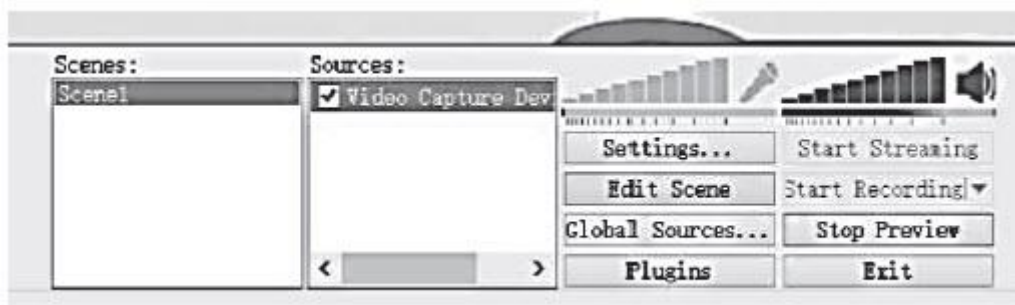 Scenes:
Sources:
Scene1
Video Capture Dev
Settings...
Start Streaming
Edit Scene
Start Recording
Global Sources...
Stop Preview
Plugins
Exit